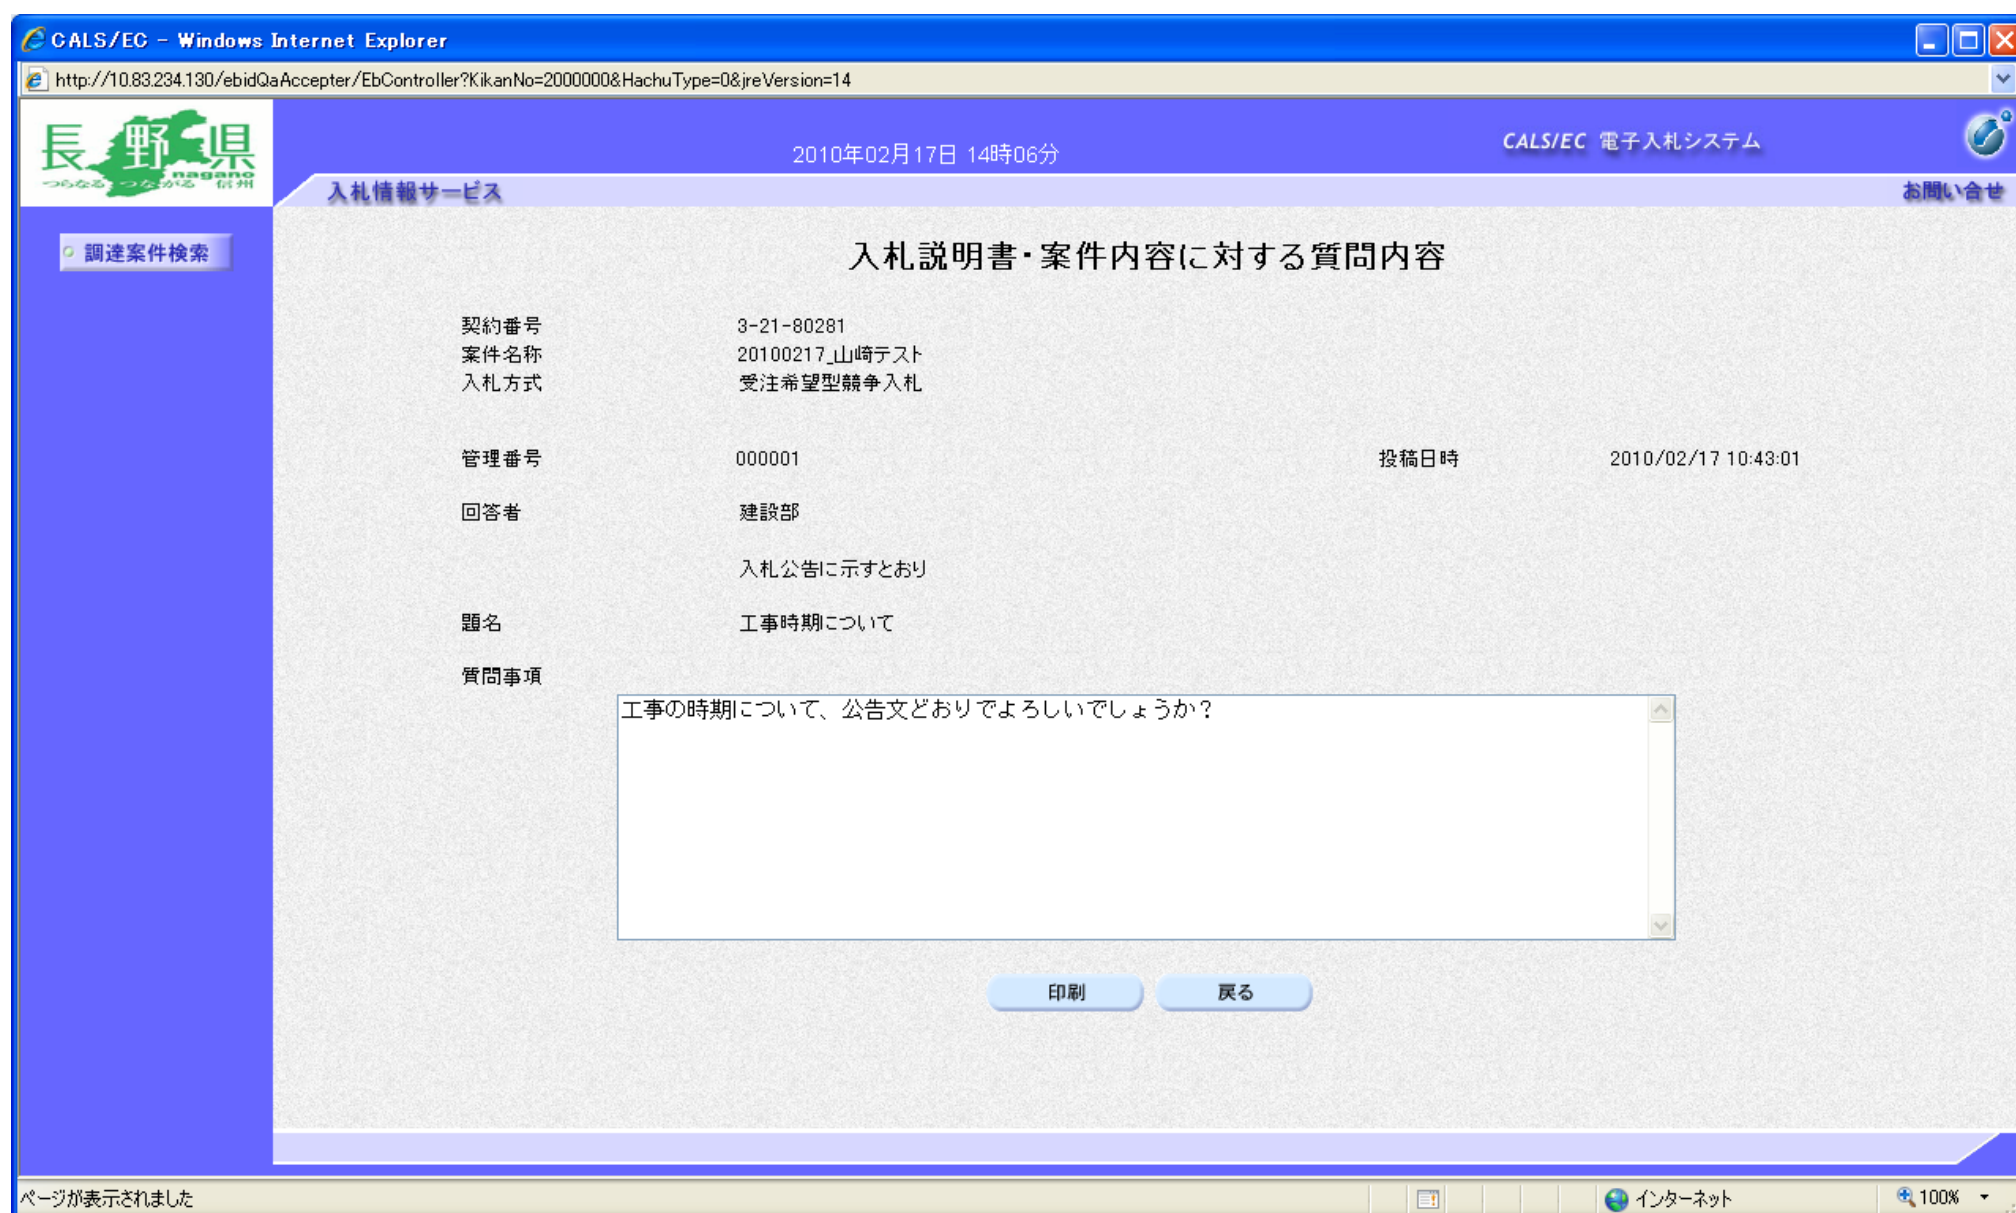 CALS/EC - Windows Internet Explorer
http://10.83.234.130/ebidQaAccepter/EbController?KikanNo=2000000&HachuType=0&jreVersion=14
長野県
nagano
つらなる つながる 信州
2010年02月17日 14時06分
CALS/EC 電子入札システム
入札情報サービス
お問い合せ
調達案件検索
入札説明書・案件内容に対する質問内容
契約番号 3-21-80281
案件名称 20100217_山崎テスト
入札方式 受注希望型競争入札
管理番号 000001 投稿日時 2010/02/17 10:43:01
回答者 建設部
入札公告に示すとおり
題名 工事時期について
質問事項
工事の時期について、公告文どおりでよろしいでしょうか?
印刷 戻る
ページが表示されました インターネット 100%